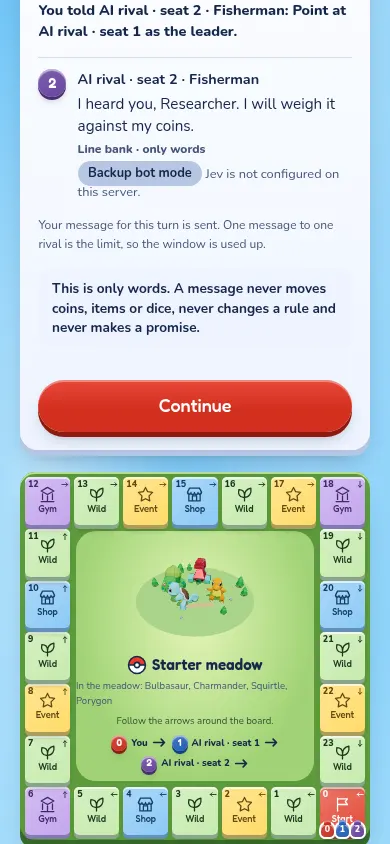 You told AI rival · seat 2 · Fisherman: Point at
AI rival · seat 1 as the leader.
2
AI rival · seat 2 · Fisherman
I heard you, Researcher. I will weigh it
against my coins.
Line bank · only words
Backup bot mode Jev is not configured on
this server.
Your message for this turn is sent. One message to one
rival is the limit, so the window is used up.
This is only words. A message never moves
coins, items or dice, never changes a rule and
never makes a promise.
Continue
12 → 13 → 14 → 15 → 16 → 17 → 18 ↓
Gym Wild Event Shop Wild Event Gym
11 ↑ 19 ↓
Wild Wild
10 ↑ 20 ↓
Shop Shop
9 ↑ 21 ↓
Wild Wild
Starter meadow
8 ↑ 22 ↓
In the meadow: Bulbasaur, Charmander, Squirtle,
Porygon
Event Event
Follow the arrows around the board.
7 ↑ 0 You → 1 AI rival · seat 1 → 23 ↓
Wild 2 AI rival · seat 2 → Wild
6 ↑ 5 ← 4 ← 3 ← 2 ← 1 ← 0 ←
Gym Wild Shop Wild Event Wild Start
0 1 2